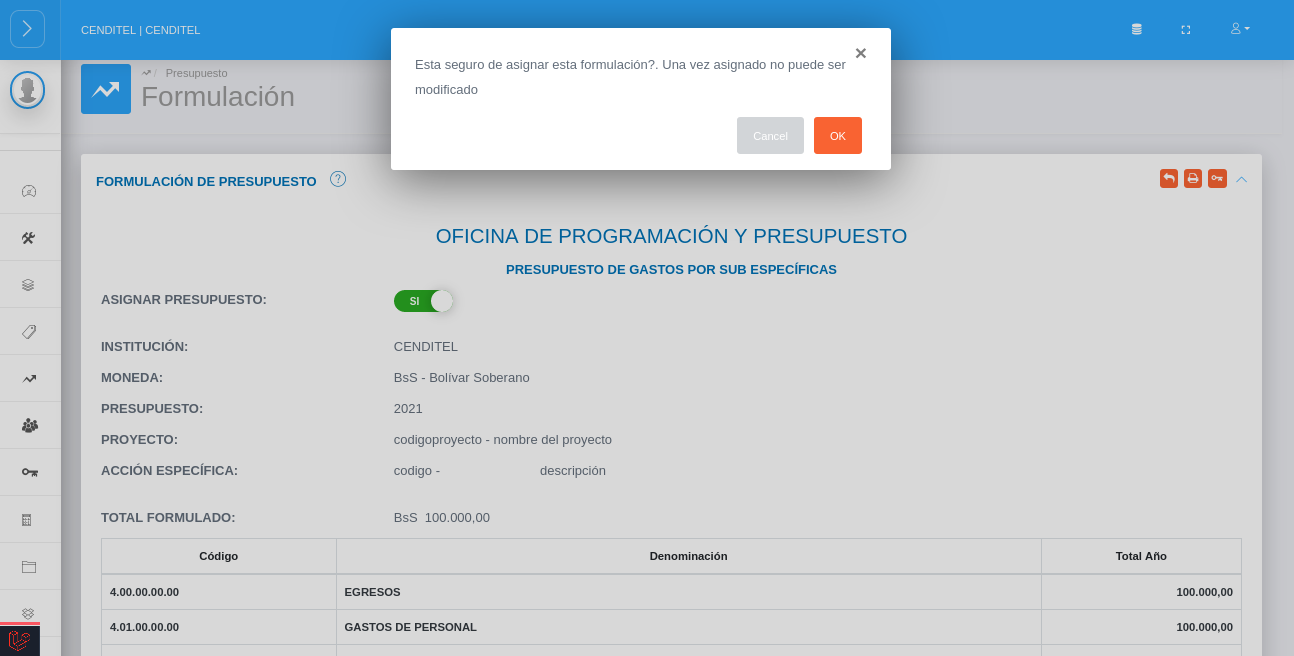 CENDITEL | CENDITEL
Esta seguro de asignar esta formulación?. Una vez asignado no puede ser
modificado
Cancel OK
/ Presupuesto
Formulación
FORMULACIÓN DE PRESUPUESTO
OFICINA DE PROGRAMACIÓN Y PRESUPUESTO
PRESUPUESTO DE GASTOS POR SUB ESPECÍFICAS
ASIGNAR PRESUPUESTO: SI
INSTITUCIÓN: CENDITEL
MONEDA: BsS - Bolívar Soberano
PRESUPUESTO: 2021
PROYECTO: codigoproyecto - nombre del proyecto
ACCIÓN ESPECÍFICA: codigo - descripción
TOTAL FORMULADO: BsS 100.000,00
Código Denominación Total Año
4.00.00.00.00 EGRESOS 100.000,00
4.01.00.00.00 GASTOS DE PERSONAL 100.000,00